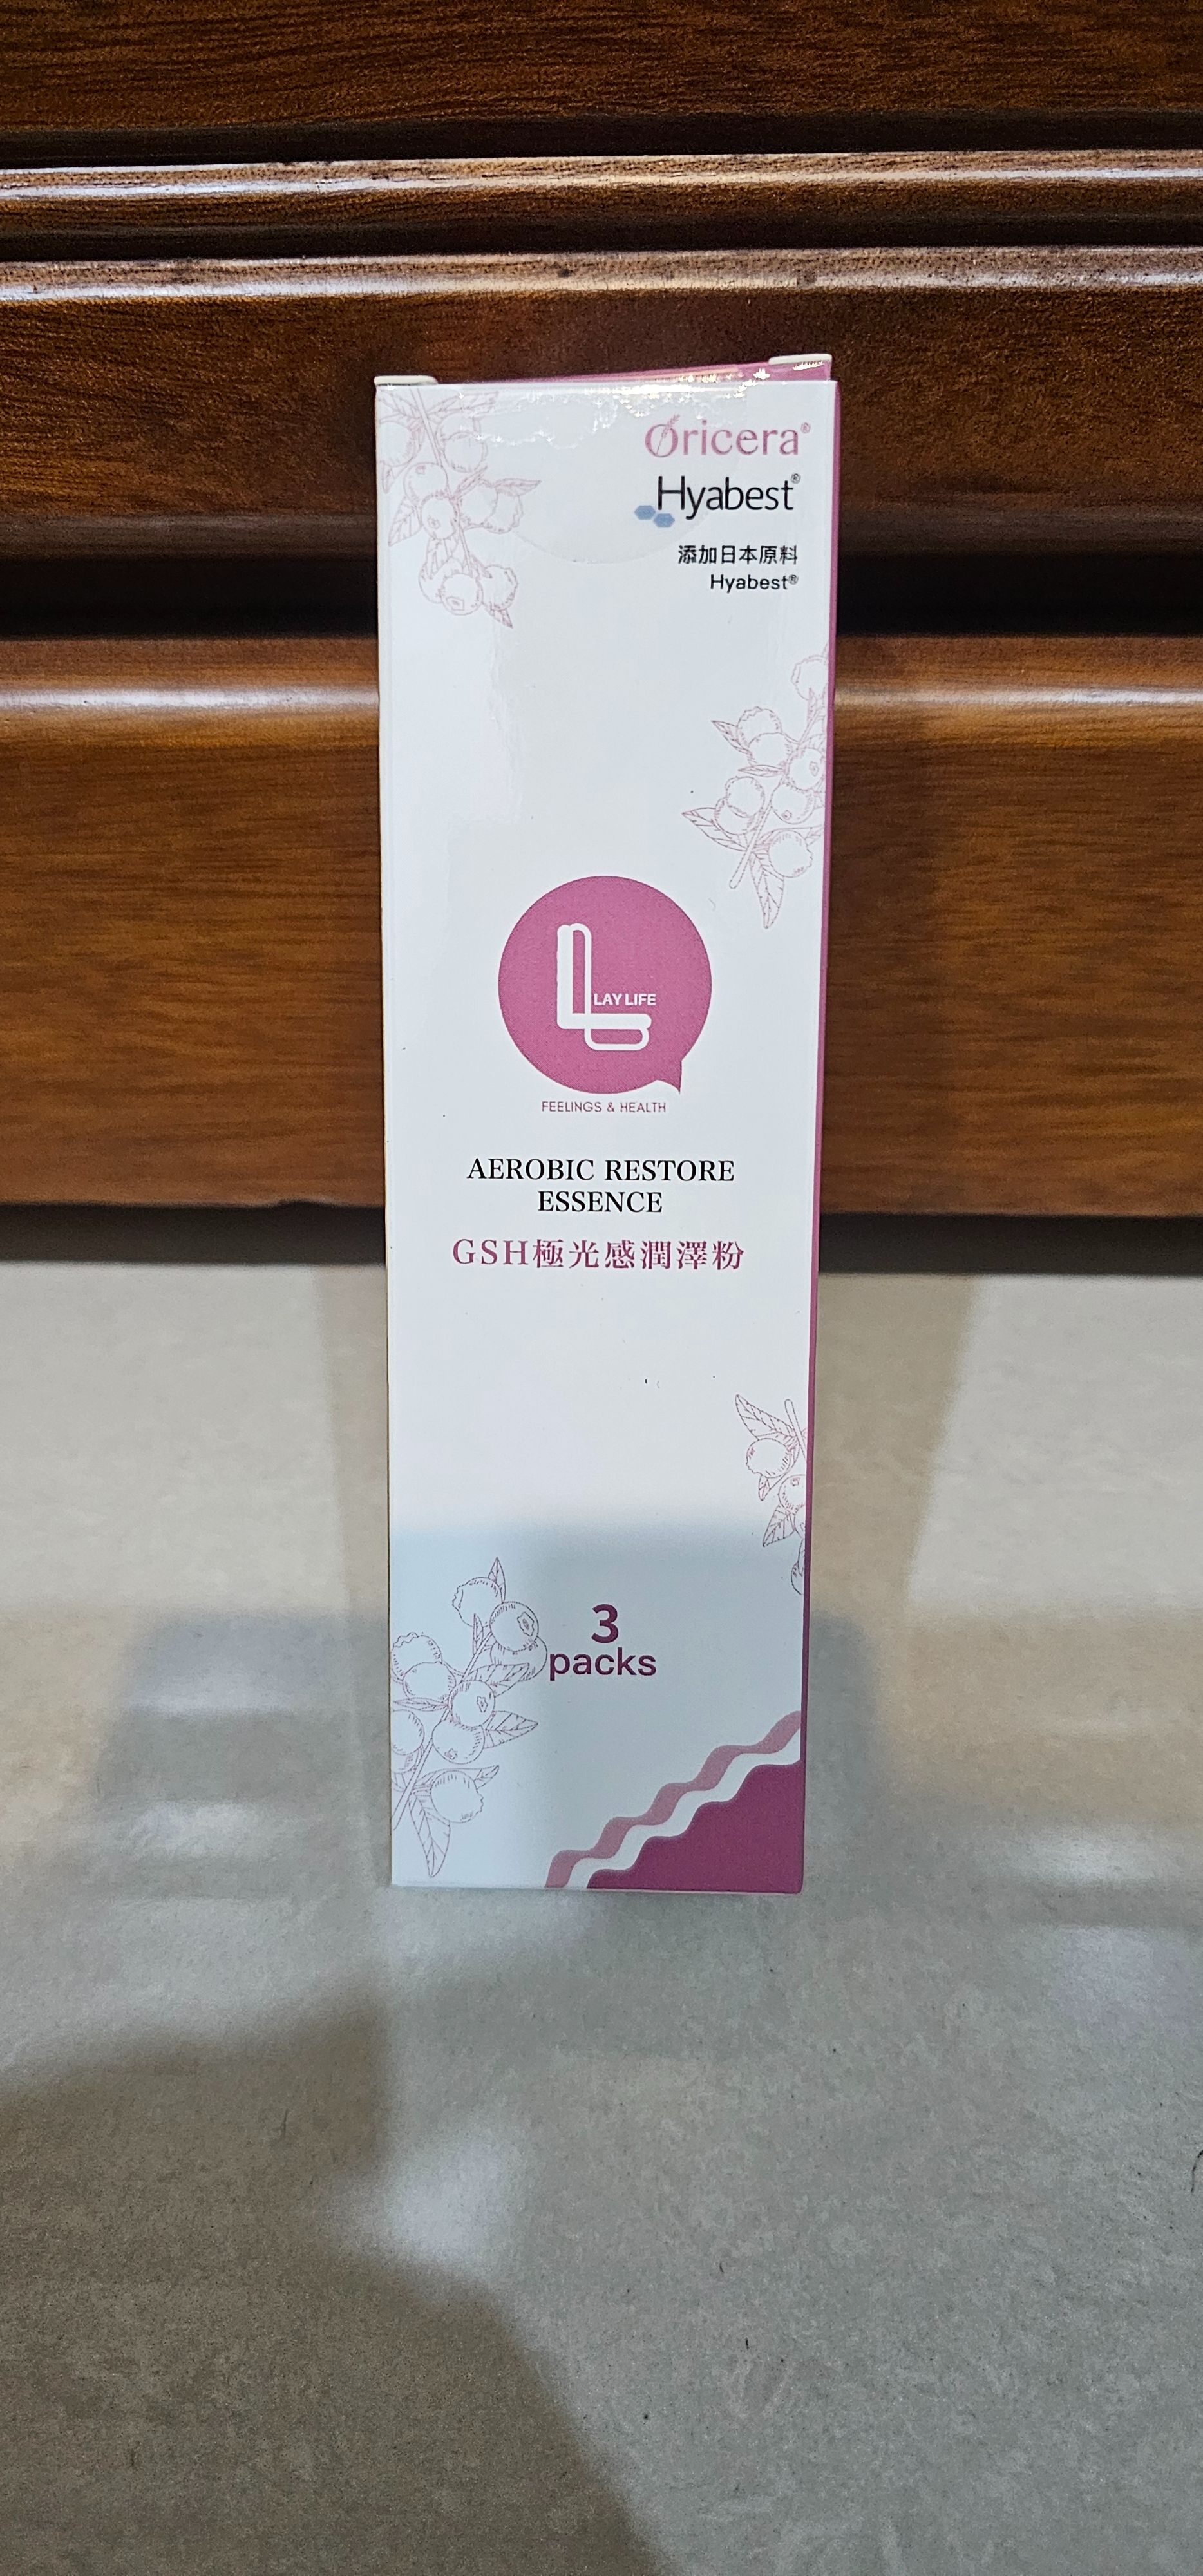 Oricera®
Hyabest®
添加日本原料
Hyabest®
LAY LIFE
FEELINGS & HEALTH
AEROBIC RESTORE
ESSENCE
GSH極光感潤澤粉
3
packs